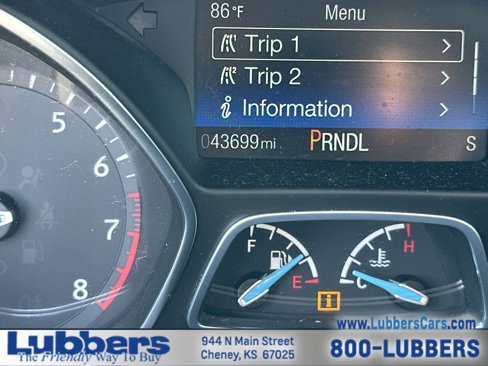 86°F Menu
Trip 1 >
Trip 2 >
i Information >
043699mi PRNDL S
5
6
7
8
F
E
H
C
i
Lubbers
The Friendly Way To Buy
944 N Main Street
Cheney, KS 67025
www.LubbersCars.com
800-LUBBERS